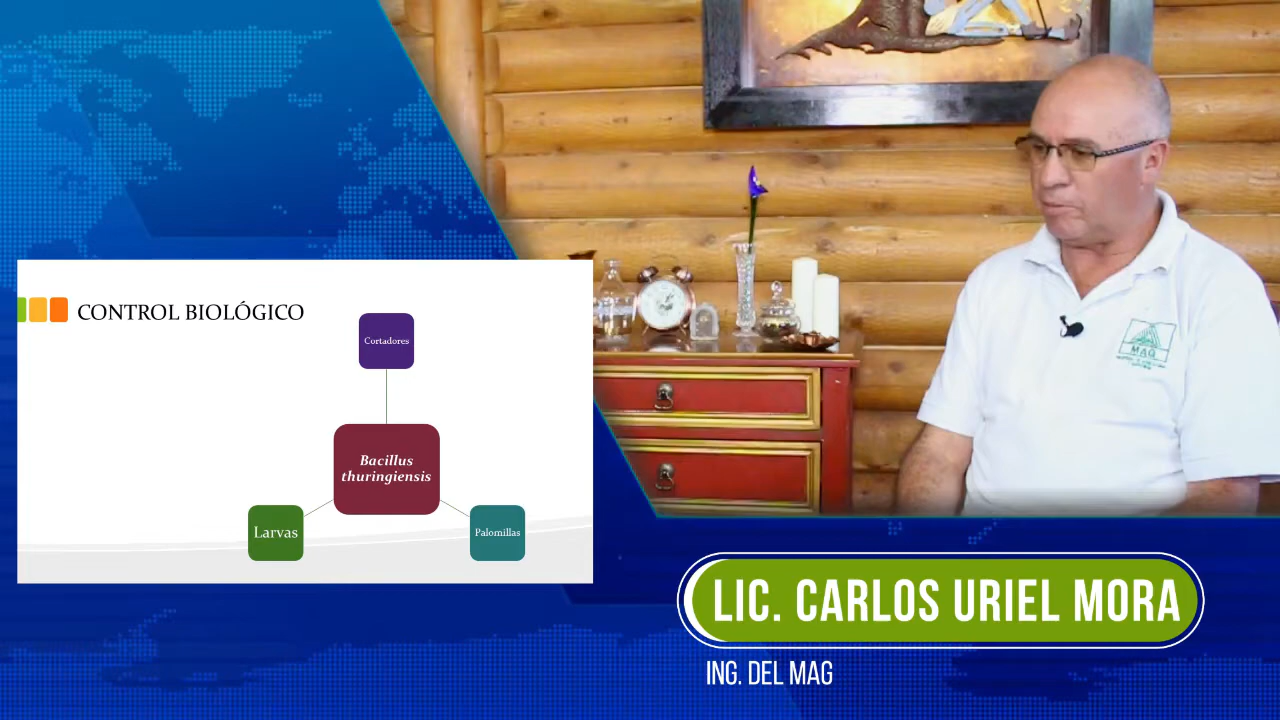 CONTROL BIOLÓGICO
Cortadores
Bacillus
thuringiensis
Larvas
Palomillas
MAG
LIC. CARLOS URIEL MORA
ING. DEL MAG